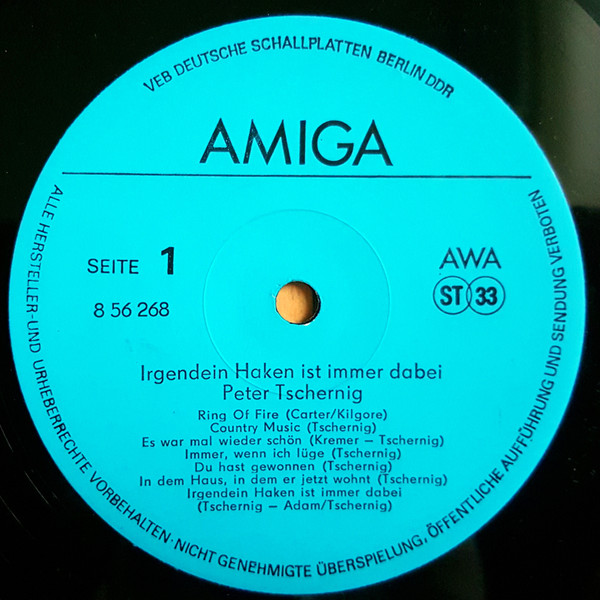 VEB DEUTSCHE SCHALLPLATTEN BERLIN DDR
AMIGA
SEITE 1
8 56 268
AWA
ST 33
Irgendein Haken ist immer dabei
Peter Tschernig
Ring Of Fire (Carter/Kilgore)
Country Music (Tschernig)
Es war mal wieder schön (Kremer – Tschernig)
Immer, wenn ich lüge (Tschernig)
Du hast gewonnen (Tschernig)
In dem Haus, in dem er jetzt wohnt (Tschernig)
Irgendein Haken ist immer dabei
(Tschernig – Adam/Tschernig)
ALLE HERSTELLER-UND URHEBERRECHTE VORBEHALTEN·NICHT GENEHMIGTE ÜBERSPIELUNG, ÖFFENTLICHE AUFFÜHRUNG UND SENDUNG VERBOTEN